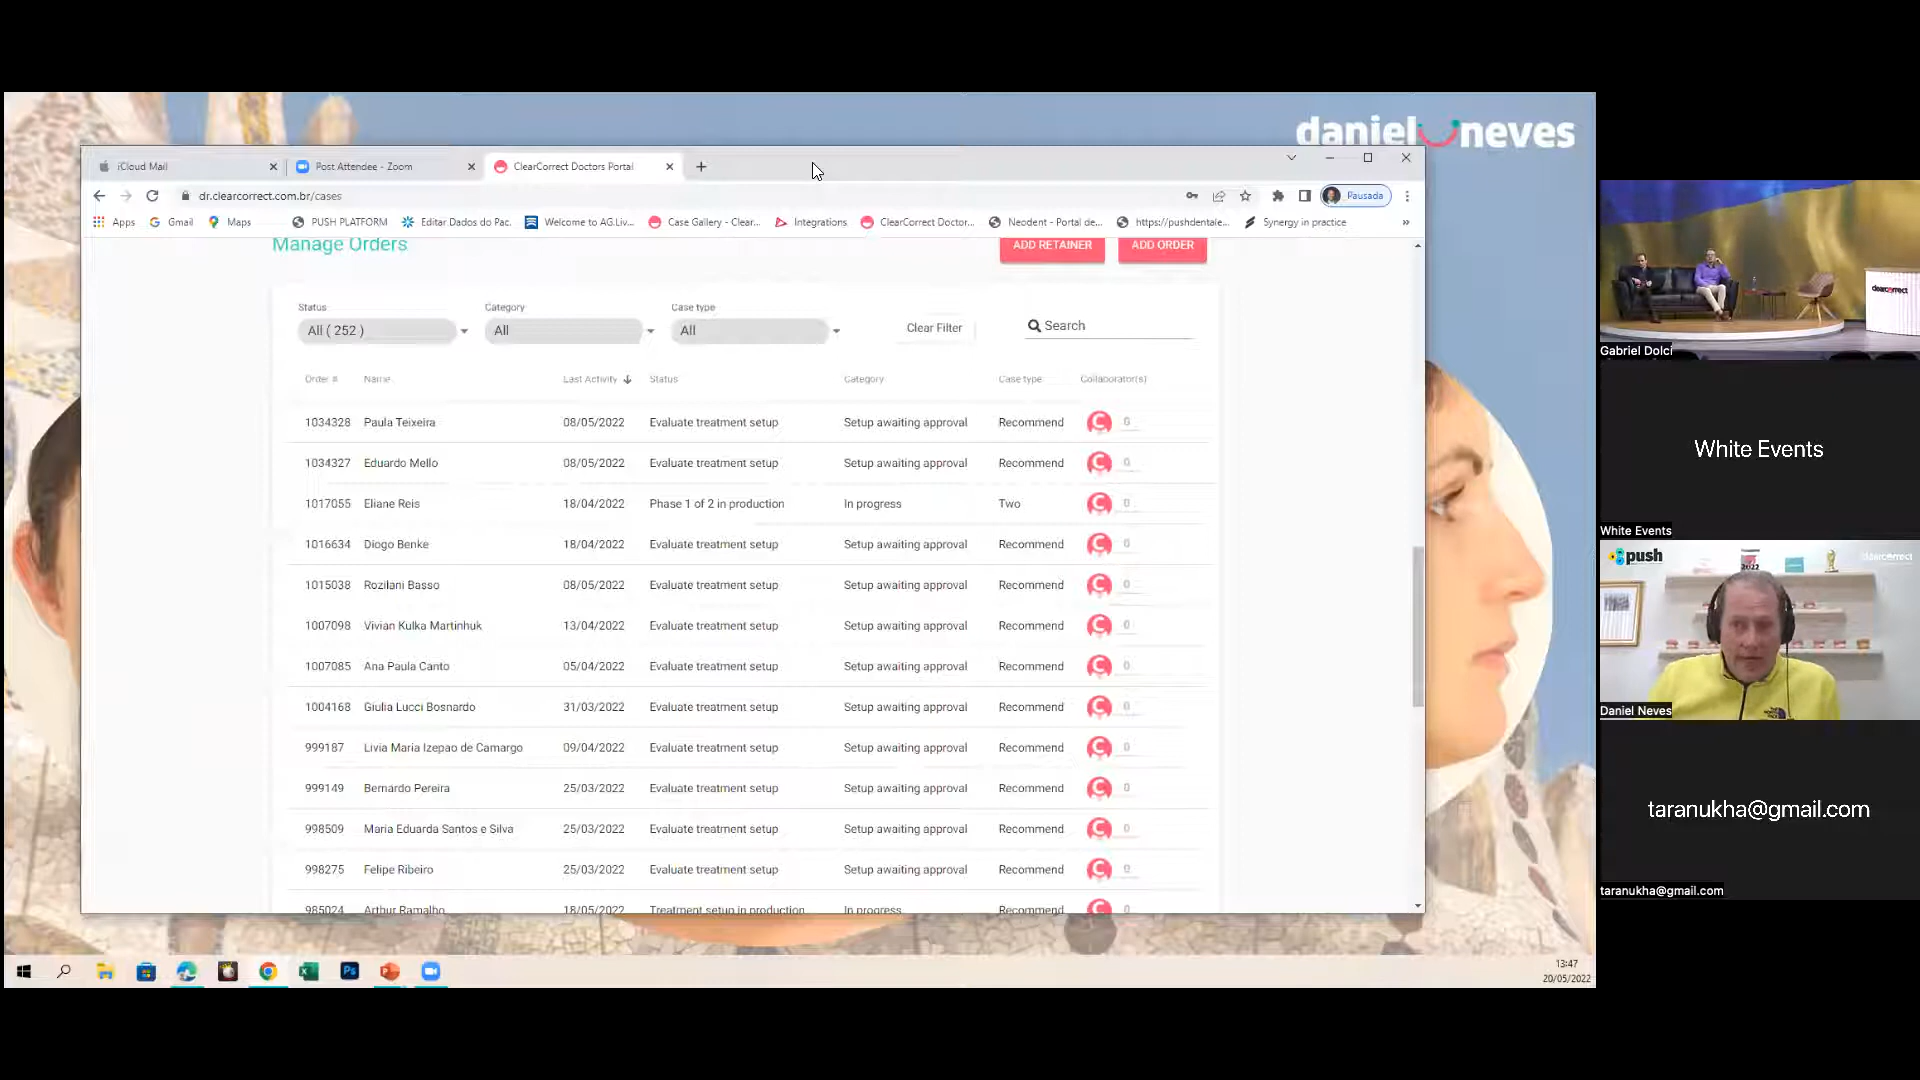 daniel neves
iCloud Mail
Post Attendee - Zoom
ClearCorrect Doctors Portal
dr.clearcorrect.com.br/cases
Pausada
Apps
Gmail
Maps
PUSH PLATFORM
Editar Dados do Pac...
Welcome to AG.Liv...
Case Gallery - Clear...
Integrations
ClearCorrect Doctor...
Neodent - Portal de...
https://pushdentale...
Synergy in practice
»
Manage Orders
ADD RETAINER
ADD ORDER
Status
Category
Case type
All ( 252 )
All
All
Clear Filter
Search
Order # Name Last Activity Status Category Case type Collaborator(s)
1034328 Paula Teixeira 08/05/2022 Evaluate treatment setup Setup awaiting approval Recommend C 0
1034327 Eduardo Mello 08/05/2022 Evaluate treatment setup Setup awaiting approval Recommend C 0
1017055 Eliane Reis 18/04/2022 Phase 1 of 2 in production In progress Two C 0
1016634 Diogo Benke 18/04/2022 Evaluate treatment setup Setup awaiting approval Recommend C 0
1015038 Rozilani Basso 08/05/2022 Evaluate treatment setup Setup awaiting approval Recommend C 0
1007098 Vivian Kulka Martinhuk 13/04/2022 Evaluate treatment setup Setup awaiting approval Recommend C 0
1007085 Ana Paula Canto 05/04/2022 Evaluate treatment setup Setup awaiting approval Recommend C 0
1004168 Giulia Lucci Bosnardo 31/03/2022 Evaluate treatment setup Setup awaiting approval Recommend C 0
999187 Livia Maria Izepao de Camargo 09/04/2022 Evaluate treatment setup Setup awaiting approval Recommend C 0
999149 Bernardo Pereira 25/03/2022 Evaluate treatment setup Setup awaiting approval Recommend C 0
998509 Maria Eduarda Santos e Silva 25/03/2022 Evaluate treatment setup Setup awaiting approval Recommend C 0
998275 Felipe Ribeiro 25/03/2022 Evaluate treatment setup Setup awaiting approval Recommend C 0
985024 Arthur Ramalho 18/05/2022 Treatment setup in production In progress Recommend C 0
Ps
13:47
20/05/2022
clearcorrect
Gabriel Dolci
White Events
White Events
push
2022
clearcorrect
Daniel Neves
taranukha@gmail.com
taranukha@gmail.com